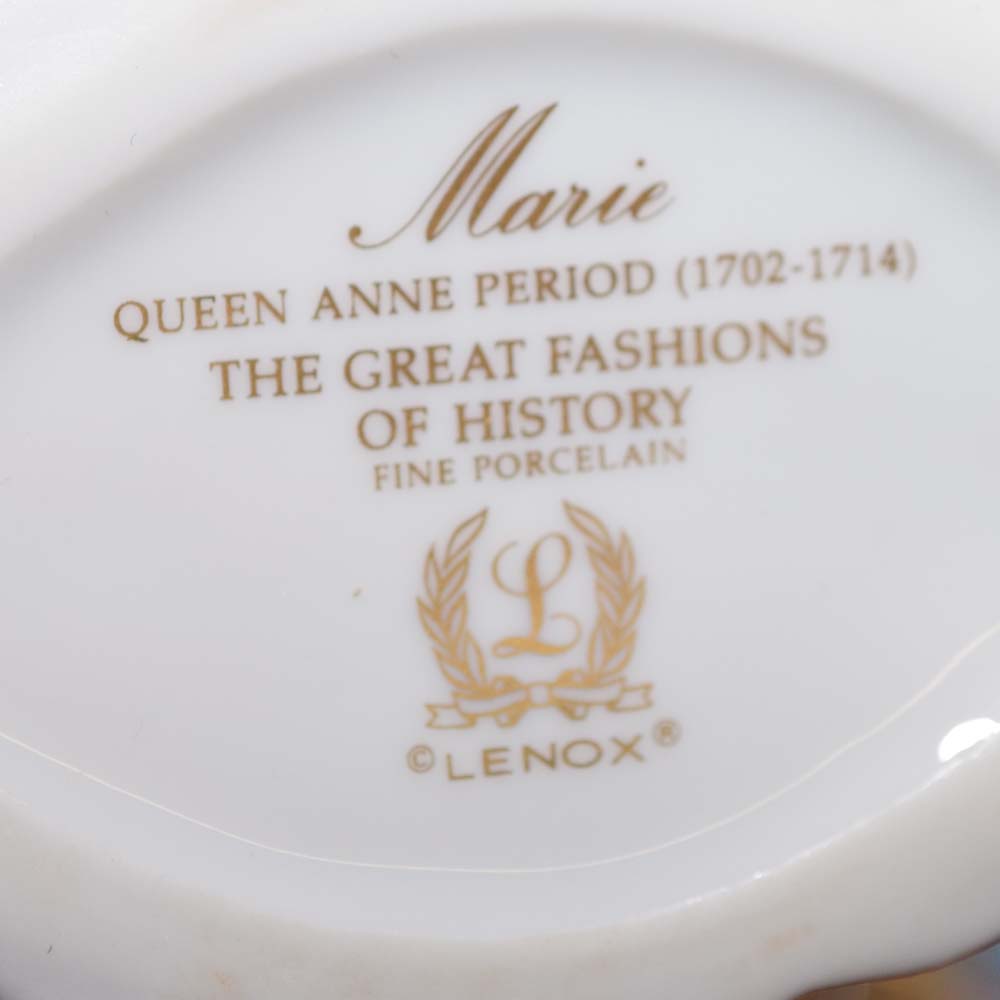 Marie
QUEEN ANNE PERIOD (1702-1714)
THE GREAT FASHIONS
OF HISTORY
FINE PORCELAIN
L
©LENOX®